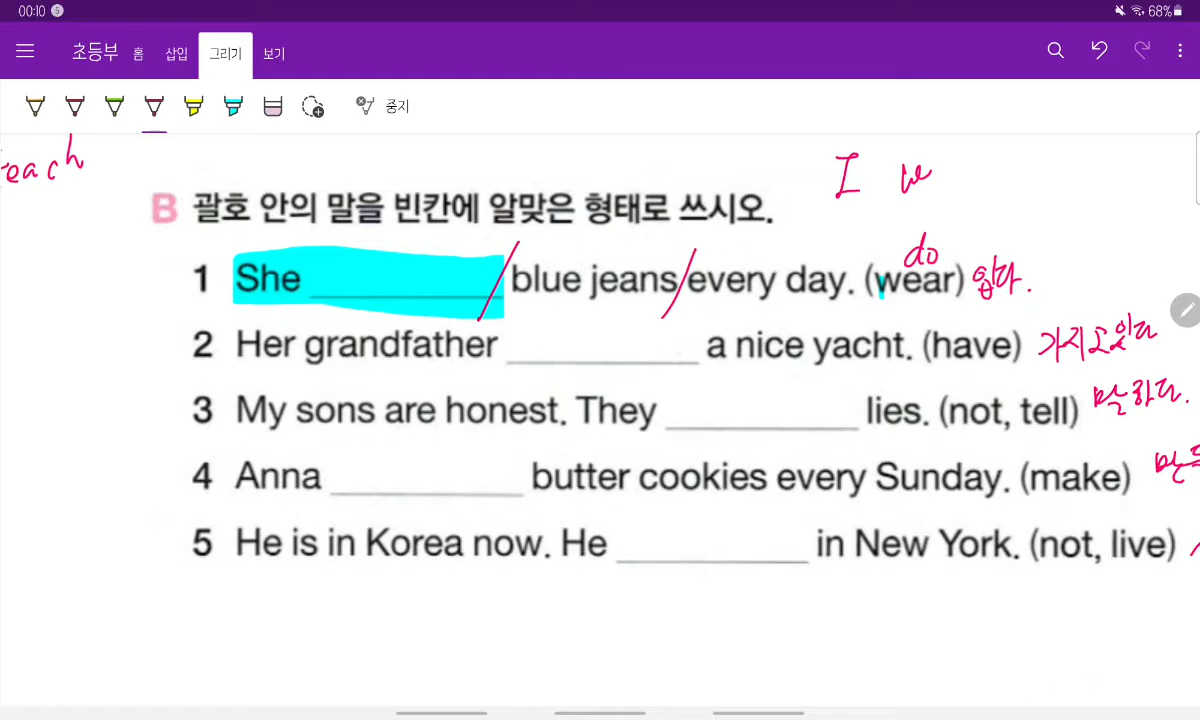 00:10 5 68%
초등부 홈 삽입 그리기 보기
중지
each
I we
B 괄호 안의 말을 빈칸에 알맞은 형태로 쓰시오.
do
1 She ________ blue jeans every day. (wear) 입다.
2 Her grandfather ________ a nice yacht. (have) 가지고있다
3 My sons are honest. They ________ lies. (not, tell) 말하다.
4 Anna ________ butter cookies every Sunday. (make)
5 He is in Korea now. He ________ in New York. (not, live)